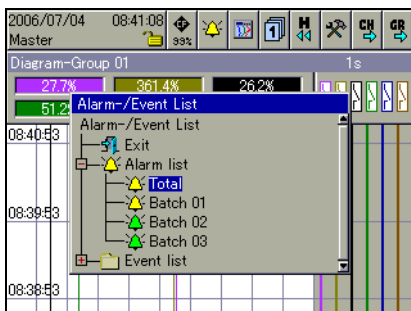 2006/07/04 08:41:08
Master 99% 1 H CH GR
Diagram-Group 01 1s
27.7% 361.4% 26.2%
51.2
Alarm-/Event List
Alarm-/Event List
08:40:53
Exit
Alarm list
Total
Batch 01
08:39:53
Batch 02
Batch 03
Event list
08:38:53